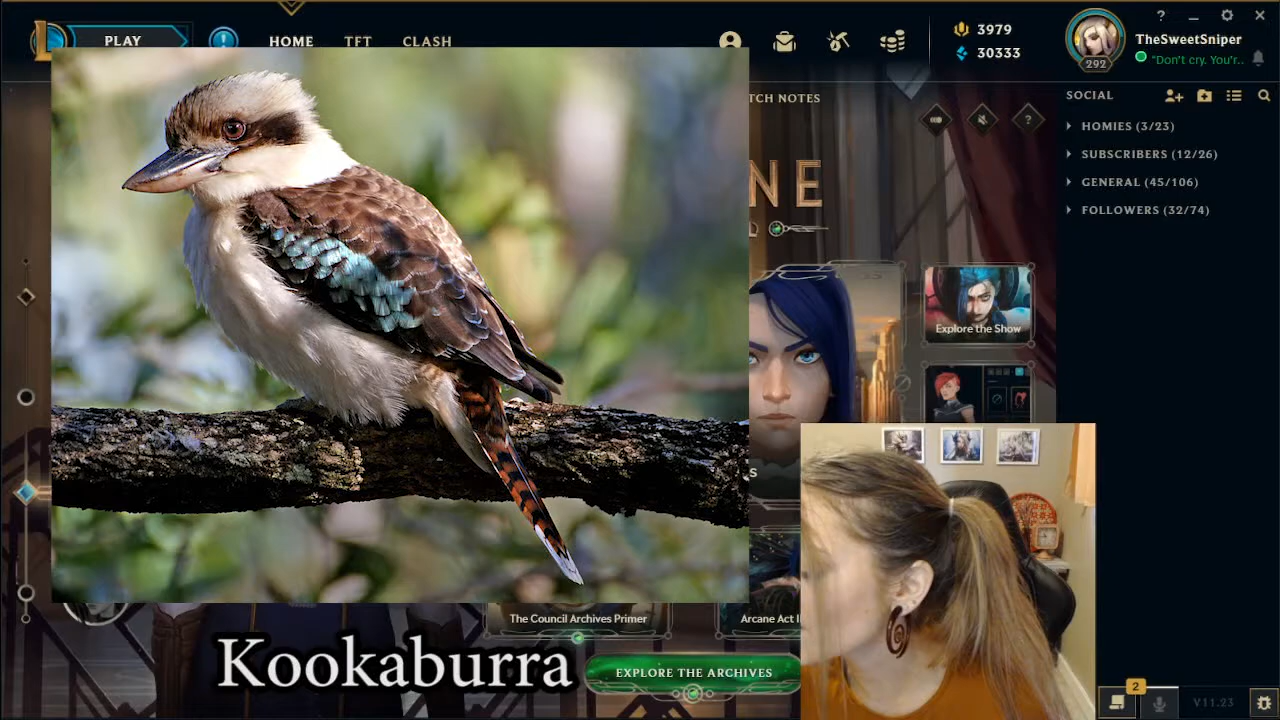 PLAY
HOME
TFT
CLASH
3979
30333
292
TheSweetSniper
"Don't cry. You'r..
TCH NOTES
NE
SOCIAL
HOMIES (3/23)
SUBSCRIBERS (12/26)
GENERAL (45/106)
FOLLOWERS (32/74)
Explore the Show
S
The Council Archives Primer
Arcane Act I
EXPLORE THE ARCHIVES
Kookaburra
2
V11.23